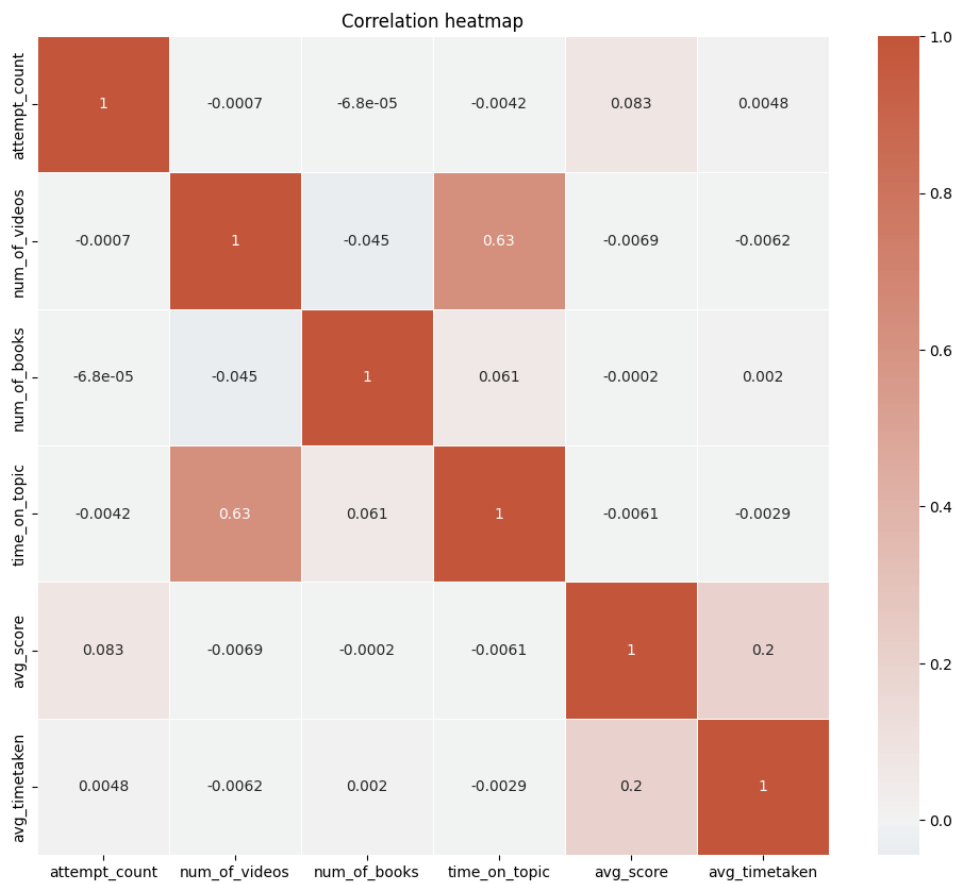 Correlation heatmap
attempt_count
1
-0.0007
-6.8e-05
-0.0042
0.083
0.0048
num_of_videos
-0.0007
1
-0.045
0.63
-0.0069
-0.0062
num_of_books
-6.8e-05
-0.045
1
0.061
-0.0002
0.002
time_on_topic
-0.0042
0.63
0.061
1
-0.0061
-0.0029
avg_score
0.083
-0.0069
-0.0002
-0.0061
1
0.2
avg_timetaken
0.0048
-0.0062
0.002
-0.0029
0.2
1
attempt_count
num_of_videos
num_of_books
time_on_topic
avg_score
avg_timetaken
1.0
0.8
0.6
0.4
0.2
0.0